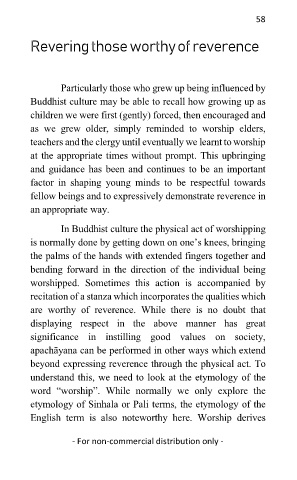 58
Revering those worthy of reverence
Particularly those who grew up being influenced by
Buddhist culture may be able to recall how growing up as
children we were first (gently) forced, then encouraged and
as we grew older, simply reminded to worship elders,
teachers and the clergy until eventually we learnt to worship
at the appropriate times without prompt. This upbringing
and guidance has been and continues to be an important
factor in shaping young minds to be respectful towards
fellow beings and to expressively demonstrate reverence in
an appropriate way.
In Buddhist culture the physical act of worshipping
is normally done by getting down on one's knees, bringing
the palms of the hands with extended fingers together and
bending forward in the direction of the individual being
worshipped. Sometimes this action is accompanied by
recitation of a stanza which incorporates the qualities which
are worthy of reverence. While there is no doubt that
displaying respect in the above manner has great
significance in instilling good values on society,
apachāyana can be performed in other ways which extend
beyond expressing reverence through the physical act. To
understand this, we need to look at the etymology of the
word “worship”. While normally we only explore the
etymology of Sinhala or Pali terms, the etymology of the
English term is also noteworthy here. Worship derives
- For non-commercial distribution only -